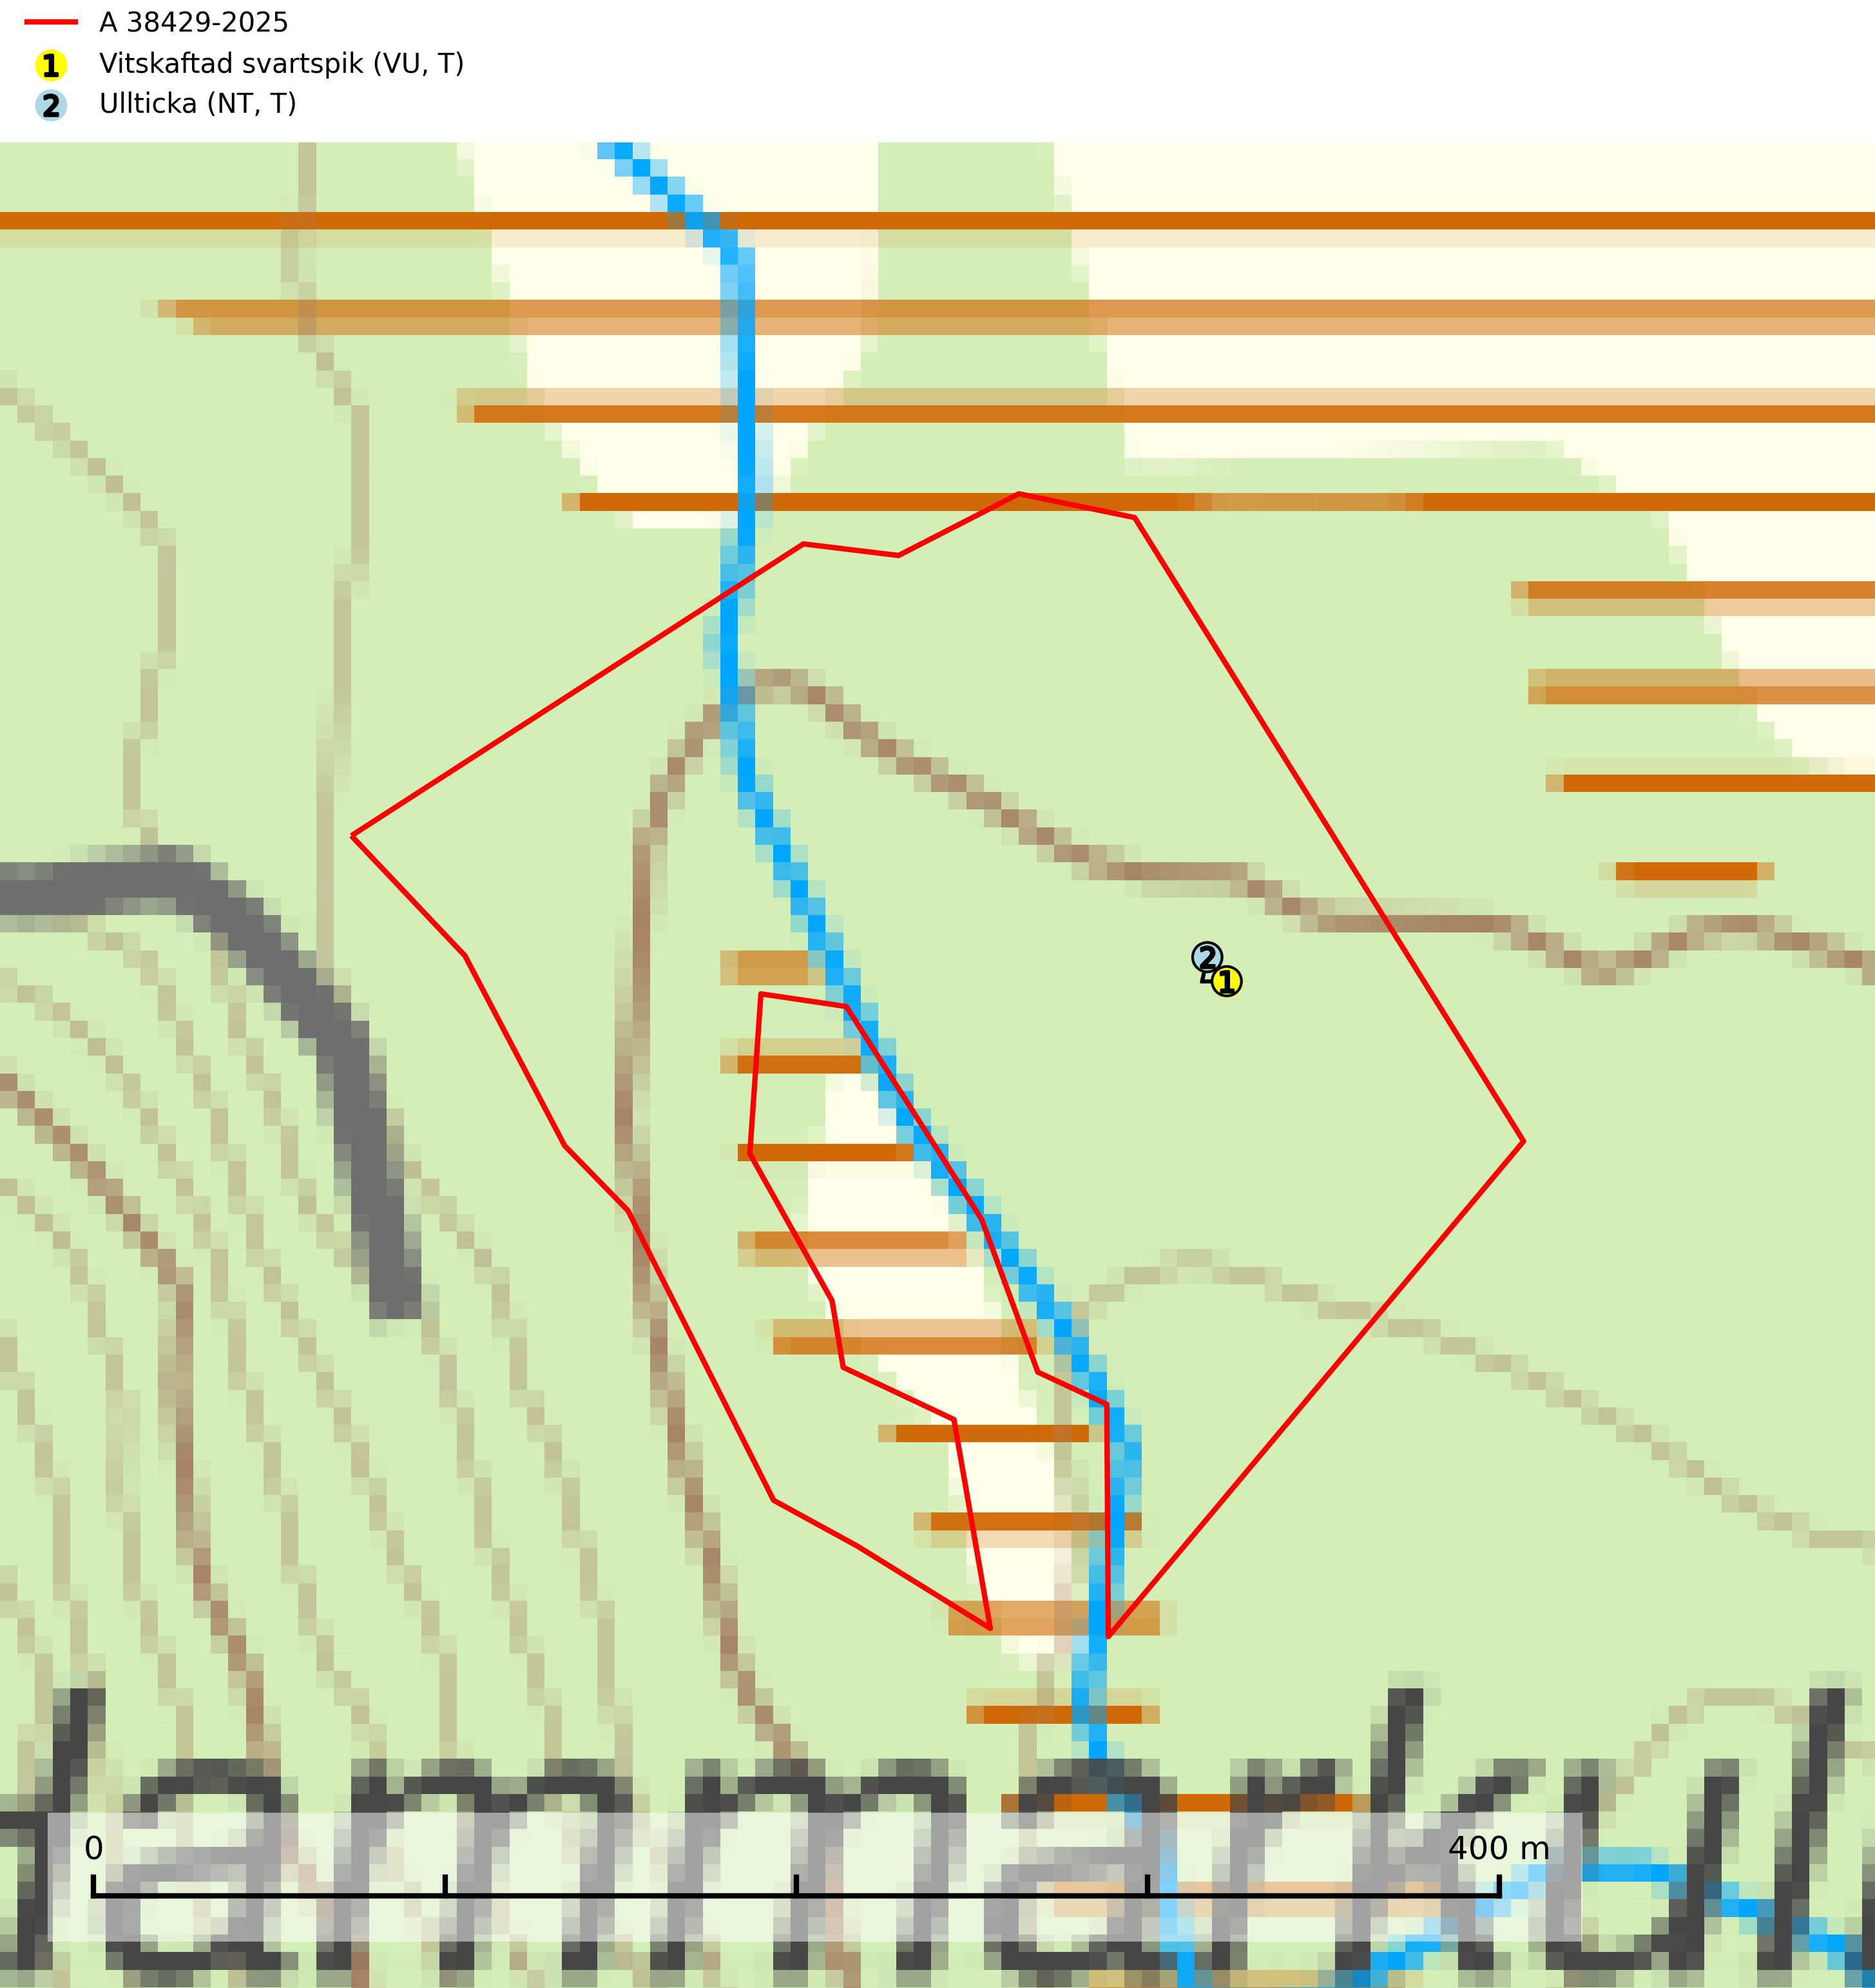 A 38429-2025
1 Vitskaftad svartspik (VU, T)
2 Ullticka (NT, T)
2
1
0 400 m